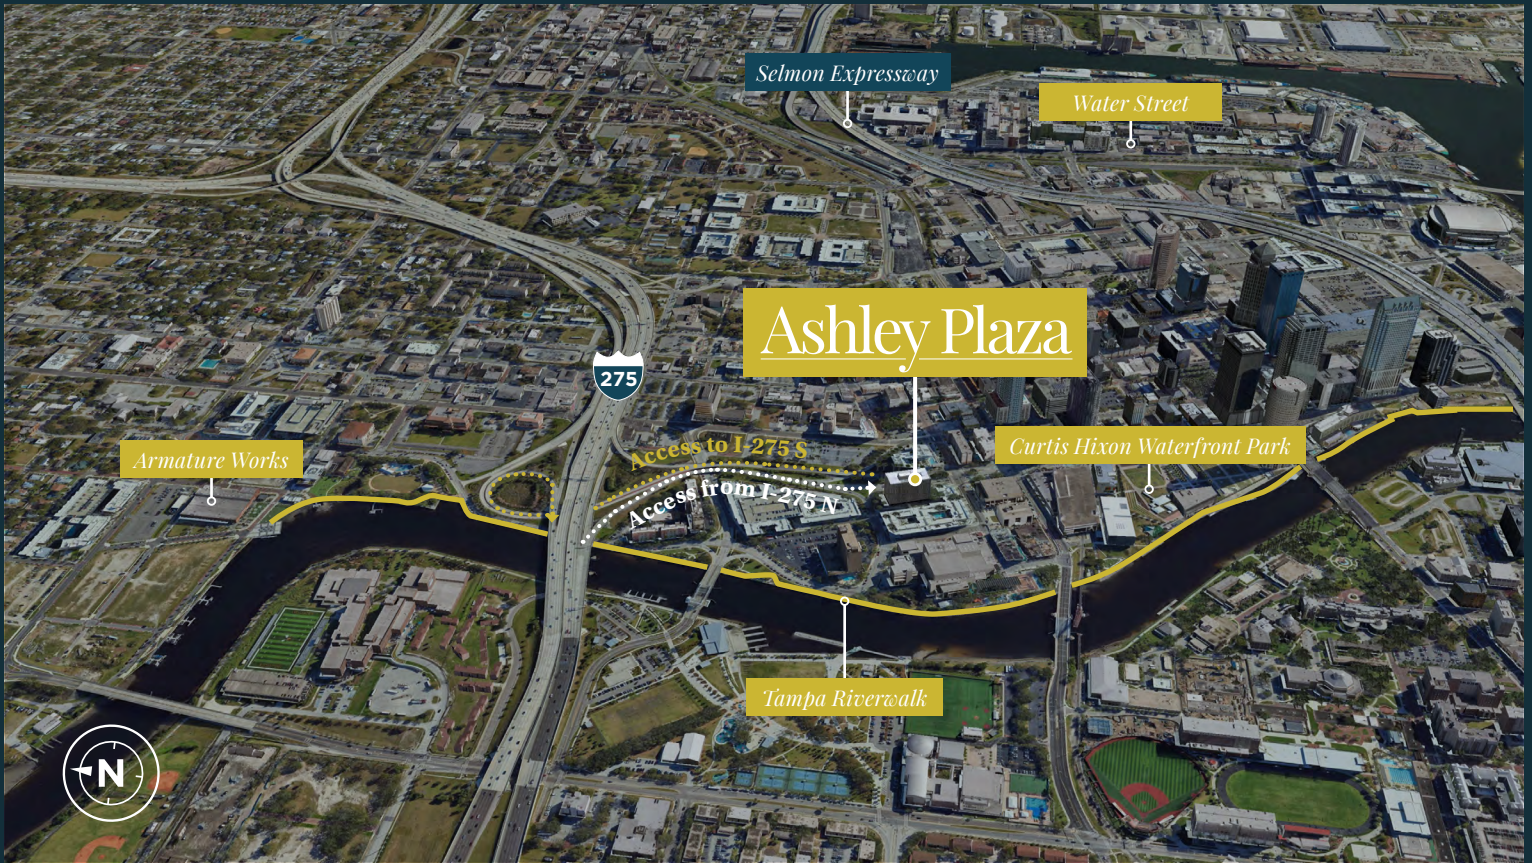 Selmon Expressway
Water Street
Ashley Plaza
275
Armature Works
Access to I-275 S
Access from I-275 N
Curtis Hixon Waterfront Park
Tampa Riverwalk
N